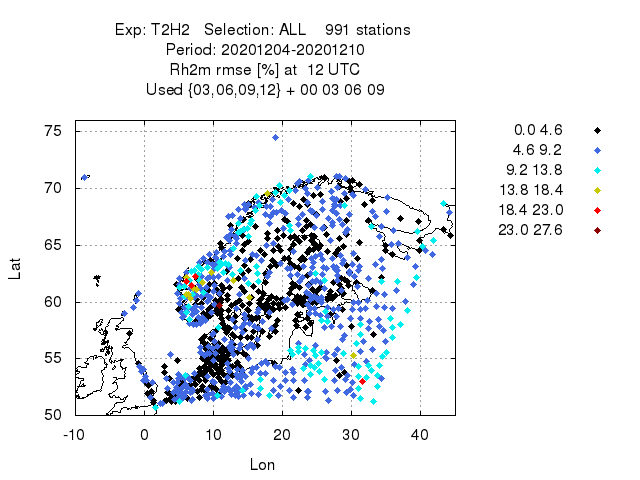 Exp: T2H2   Selection: ALL    991 stations
Period: 20201204-20201210
Rh2m rmse [%] at  12 UTC
Used {03,06,09,12} + 00 03 06 09
0.0 4.6
4.6 9.2
9.2 13.8
13.8 18.4
18.4 23.0
23.0 27.6
75
70
65
60
55
50
Lat
-10 0 10 20 30 40
Lon